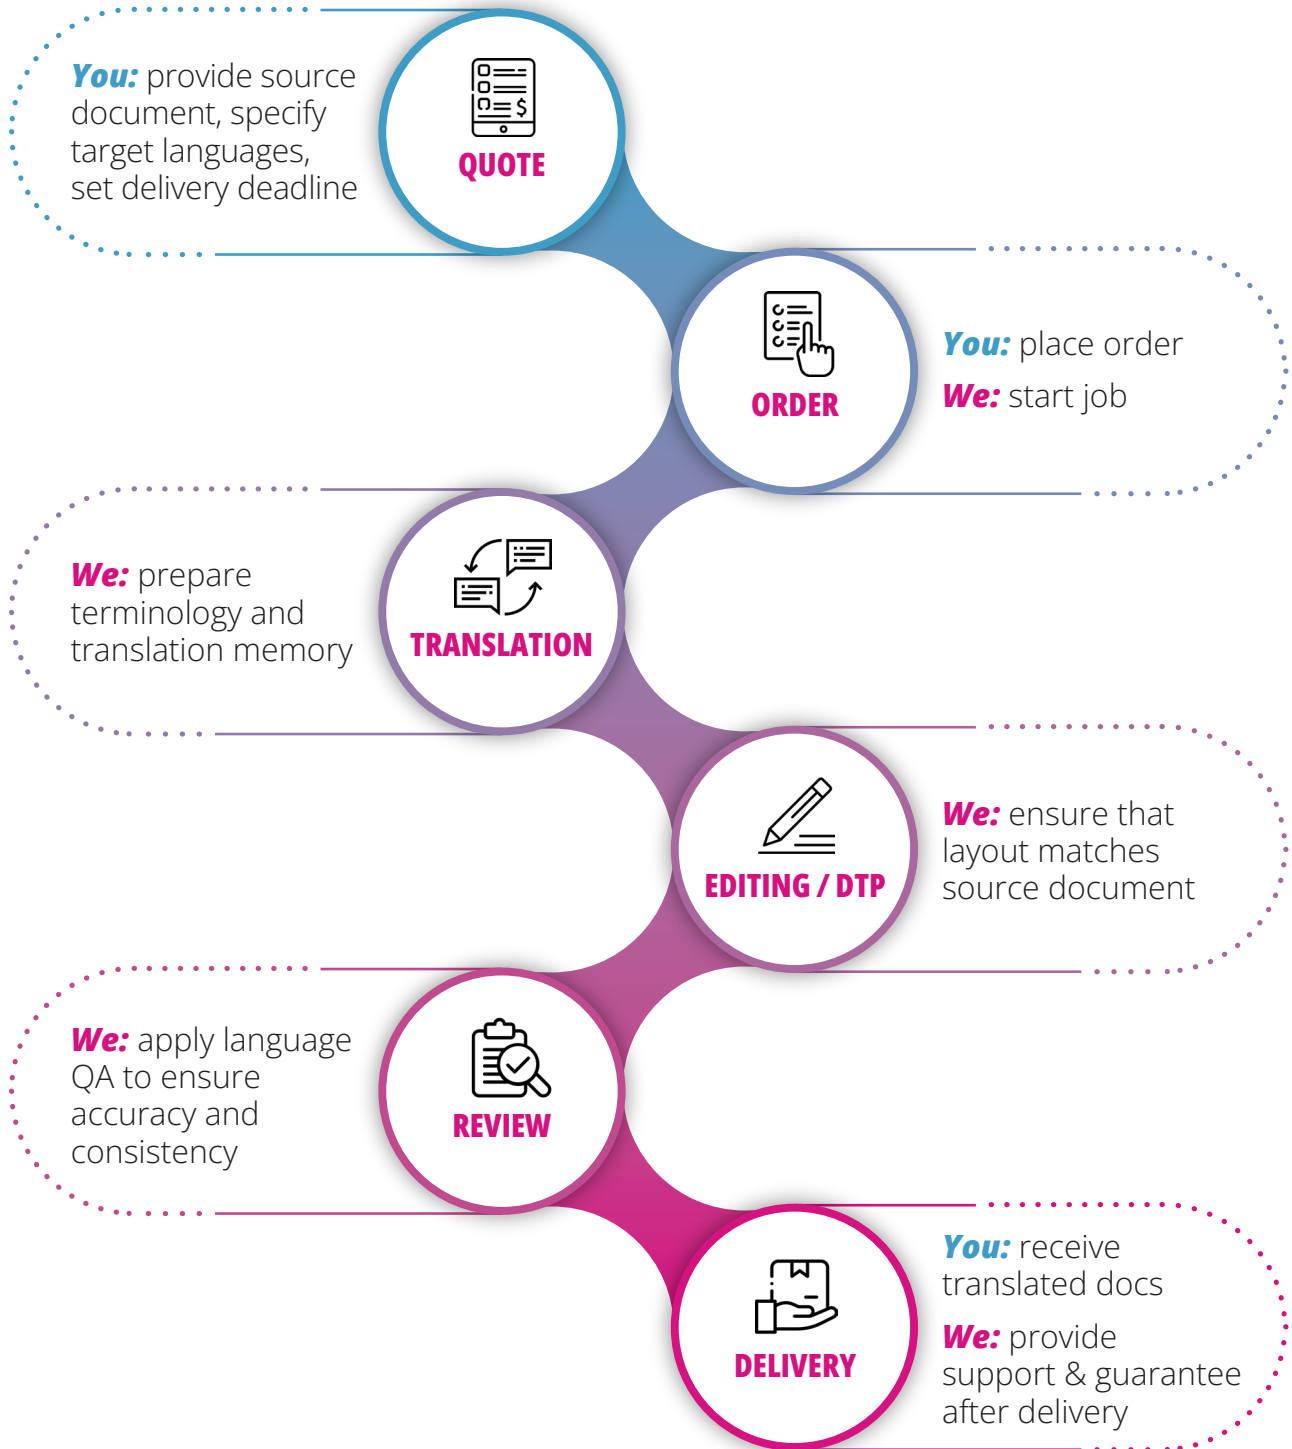 You: provide source
document, specify
target languages,
set delivery deadline
$
QUOTE
ORDER
You: place order
We: start job
We: prepare
terminology and
translation memory
TRANSLATION
EDITING / DTP
We: ensure that
layout matches
source document
We: apply language
QA to ensure
accuracy and
consistency
REVIEW
DELIVERY
You: receive
translated docs
We: provide
support & guarantee
after delivery